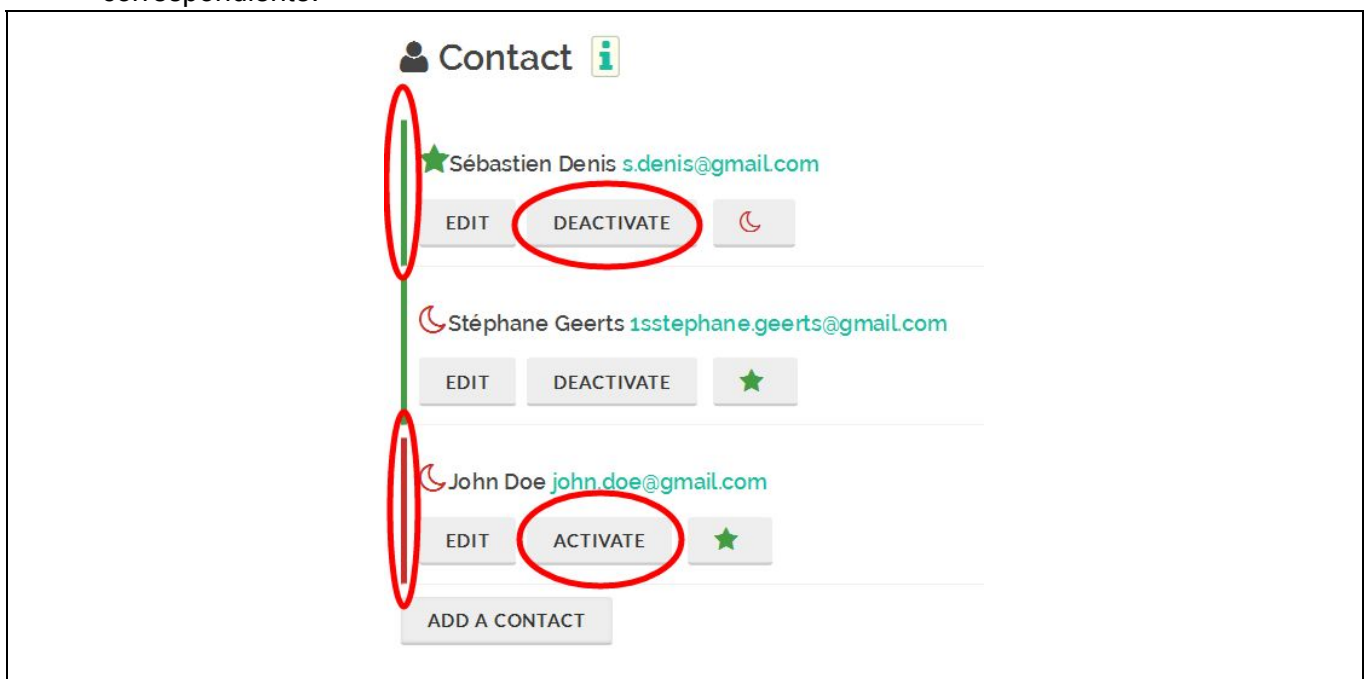 correspondiente.
Contact i
Sébastien Denis s.denis@gmail.com
EDIT DEACTIVATE
Stéphane Geerts 1sstephane.geerts@gmail.com
EDIT DEACTIVATE
John Doe john.doe@gmail.com
EDIT ACTIVATE
ADD A CONTACT